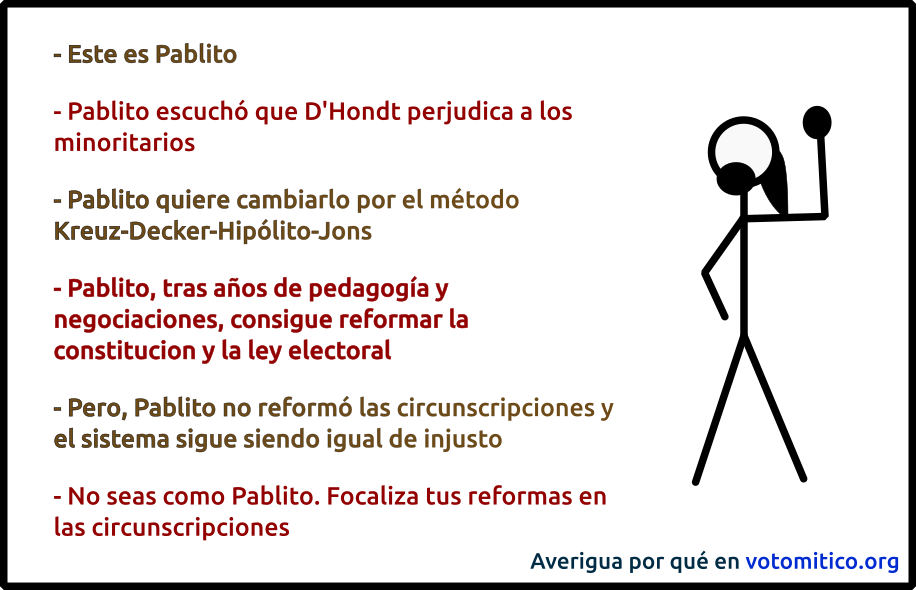 - Este es Pablito
- Pablito escuchó que D'Hondt perjudica a los
minoritarios
- Pablito quiere cambiarlo por el método
Kreuz-Decker-Hipólito-Jons
- Pablito, tras años de pedagogía y
negociaciones, consigue reformar la
constitucion y la ley electoral
- Pero, Pablito no reformó las circunscripciones y
el sistema sigue siendo igual de injusto
- No seas como Pablito. Focaliza tus reformas en
las circunscripciones
Averigua por qué en votomitico.org